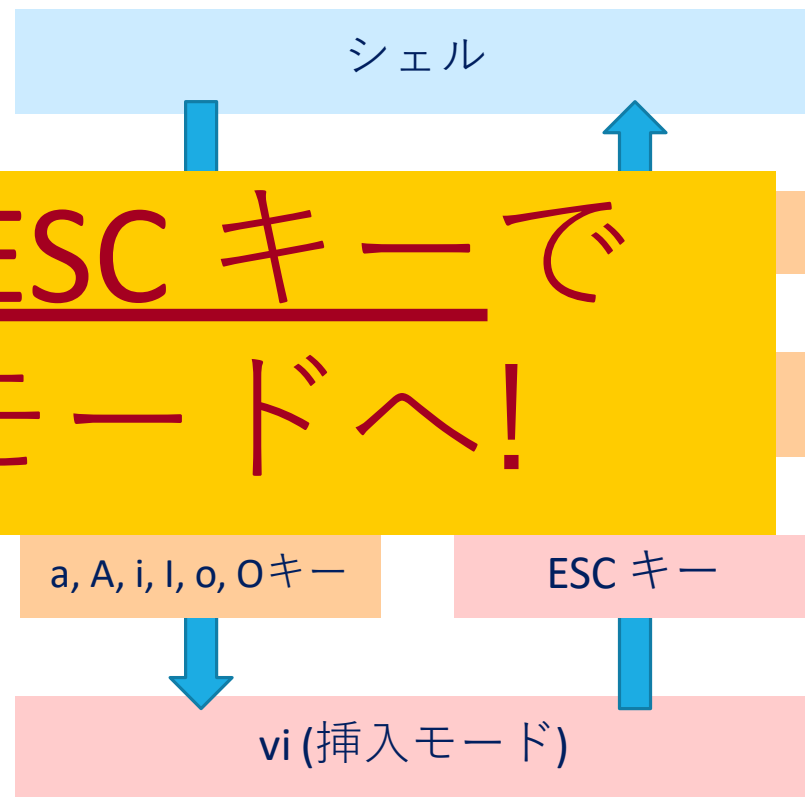 シェル
ESC キーで
モードへ!
a, A, i, I, o, Oキー
ESC キー
vi (挿入モード)